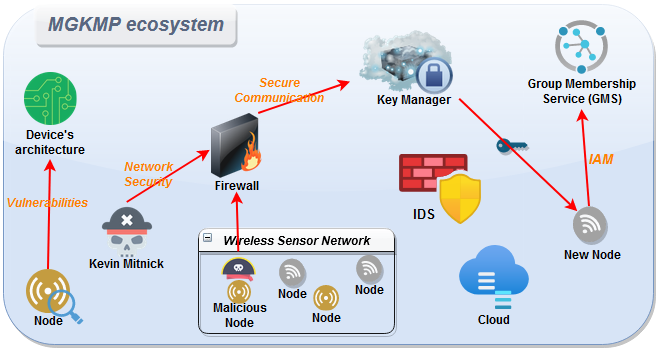 MGKMP ecosystem
Secure
Communication
Key Manager
Group Membership
Service (GMS)
Device's
architecture
Network
Security
Firewall
IAM
Vulnerabilities
IDS
Kevin Mitnick
Wireless Sensor Network
New Node
Node
Malicious
Node
Node
Node
Node
Cloud